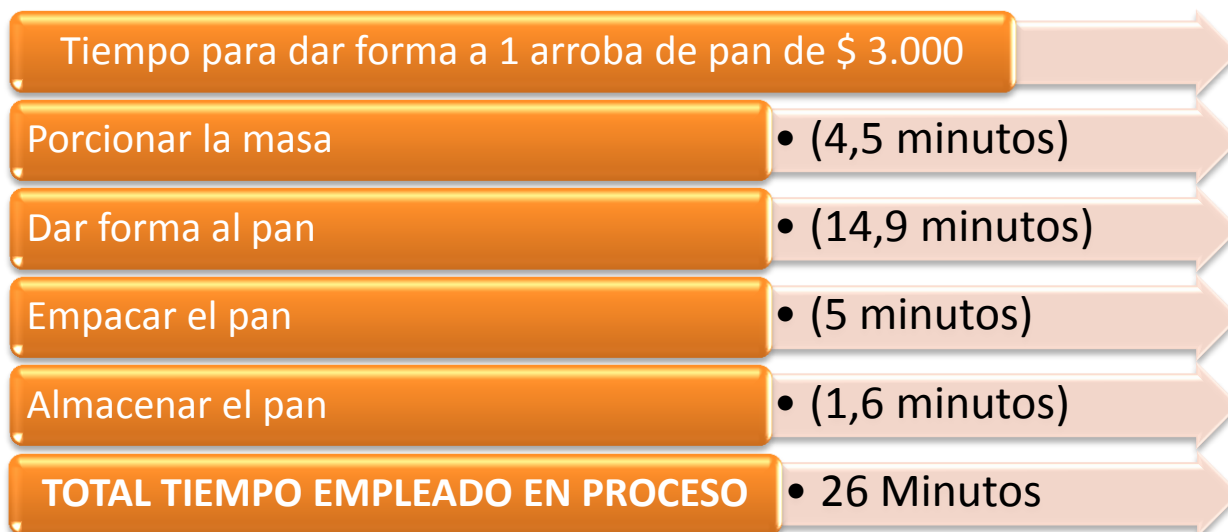 Tiempo para dar forma a 1 arroba de pan de $ 3.000
Porcionar la masa
• (4,5 minutos)
Dar forma al pan
• (14,9 minutos)
Empacar el pan
• (5 minutos)
Almacenar el pan
• (1,6 minutos)
TOTAL TIEMPO EMPLEADO EN PROCESO
• 26 Minutos